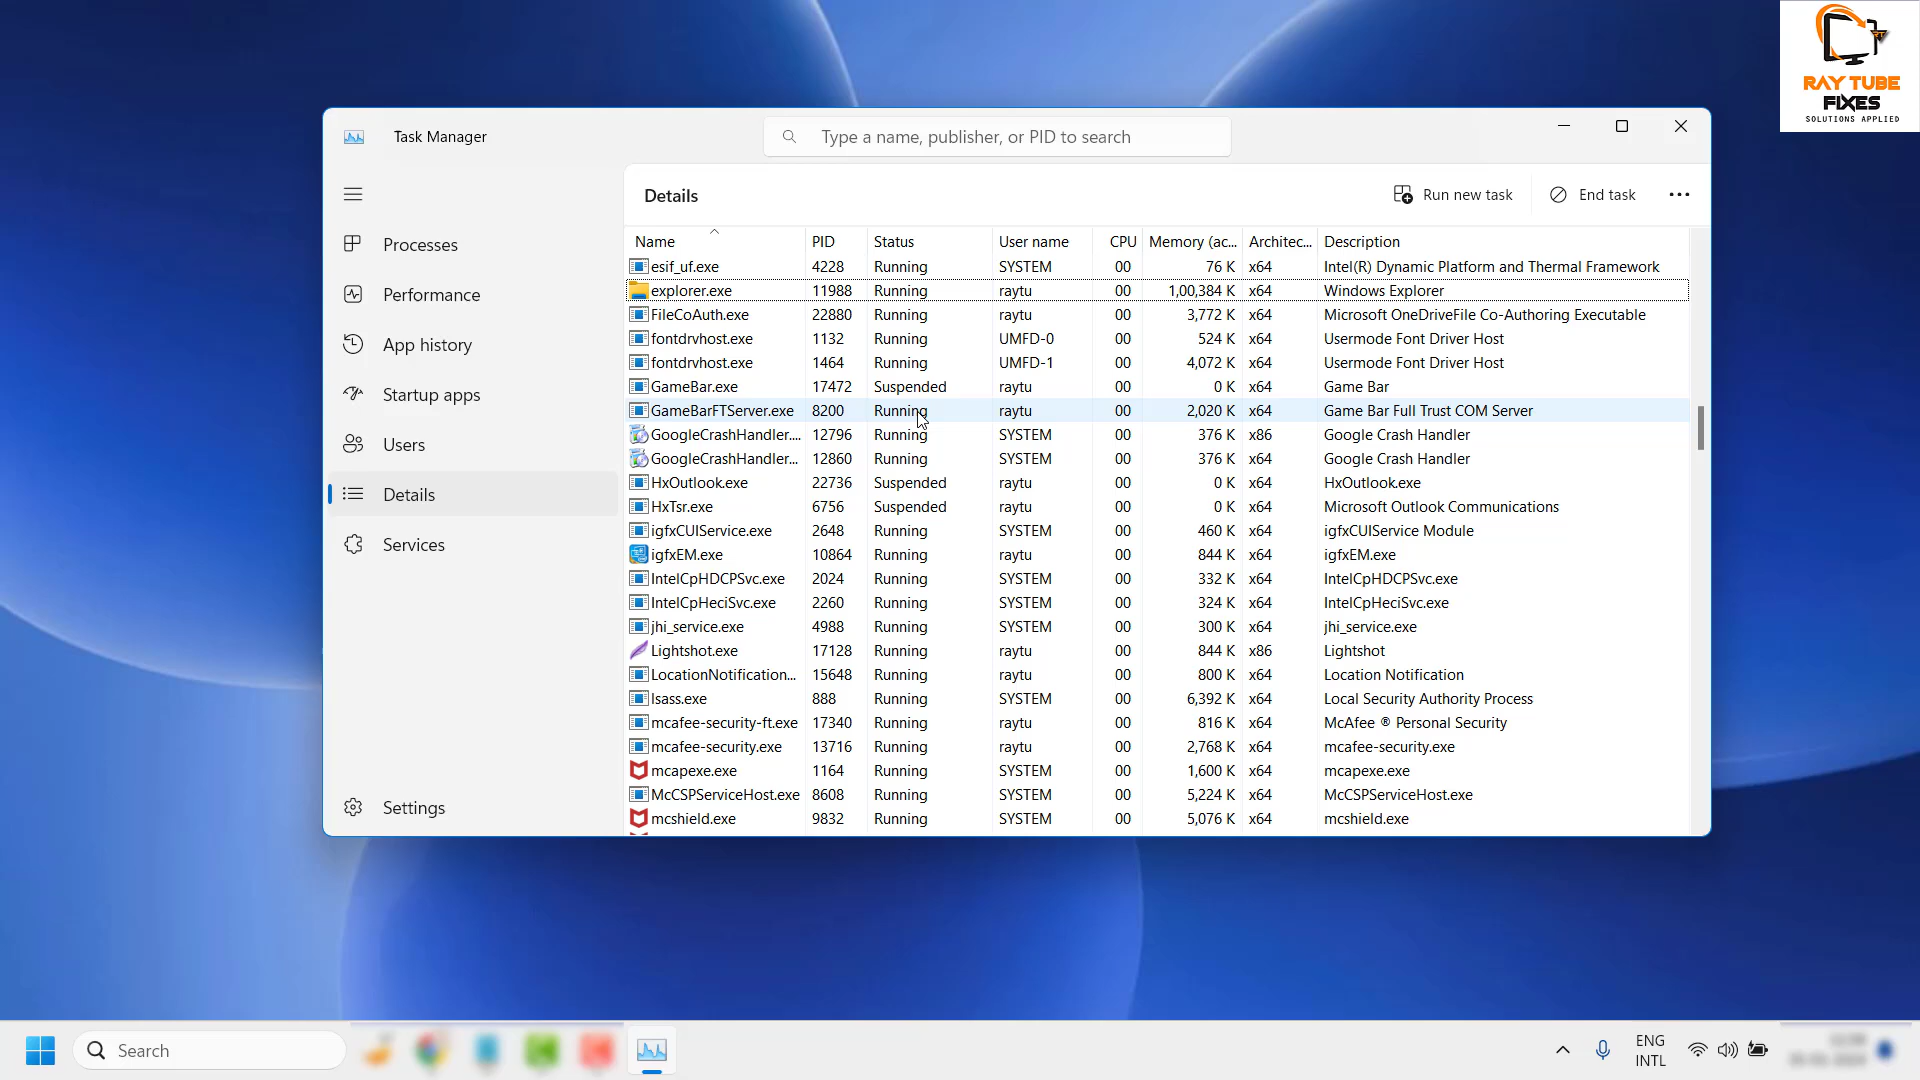 RAY TUBE
FIXES
SOLUTIONS APPLIED
Task Manager
Type a name, publisher, or PID to search
Processes
Performance
App history
Startup apps
Users
Details
Services
Settings
Details
Run new task
End task
Name PID Status User name CPU Memory (ac... Architec... Description
esif_uf.exe 4228 Running SYSTEM 00 76 K x64 Intel(R) Dynamic Platform and Thermal Framework
explorer.exe 11988 Running raytu 00 1,00,384 K x64 Windows Explorer
FileCoAuth.exe 22880 Running raytu 00 3,772 K x64 Microsoft OneDriveFile Co-Authoring Executable
fontdrvhost.exe 1132 Running UMFD-0 00 524 K x64 Usermode Font Driver Host
fontdrvhost.exe 1464 Running UMFD-1 00 4,072 K x64 Usermode Font Driver Host
GameBar.exe 17472 Suspended raytu 00 0 K x64 Game Bar
GameBarFTServer.exe 8200 Running raytu 00 2,020 K x64 Game Bar Full Trust COM Server
GoogleCrashHandler.... 12796 Running SYSTEM 00 376 K x86 Google Crash Handler
GoogleCrashHandler... 12860 Running SYSTEM 00 376 K x64 Google Crash Handler
HxOutlook.exe 22736 Suspended raytu 00 0 K x64 HxOutlook.exe
HxTsr.exe 6756 Suspended raytu 00 0 K x64 Microsoft Outlook Communications
igfxCUIService.exe 2648 Running SYSTEM 00 460 K x64 igfxCUIService Module
igfxEM.exe 10864 Running raytu 00 844 K x64 igfxEM.exe
IntelCpHDCPSvc.exe 2024 Running SYSTEM 00 332 K x64 IntelCpHDCPSvc.exe
IntelCpHeciSvc.exe 2260 Running SYSTEM 00 324 K x64 IntelCpHeciSvc.exe
jhi_service.exe 4988 Running SYSTEM 00 300 K x64 jhi_service.exe
Lightshot.exe 17128 Running raytu 00 844 K x86 Lightshot
LocationNotification... 15648 Running raytu 00 800 K x64 Location Notification
lsass.exe 888 Running SYSTEM 00 6,392 K x64 Local Security Authority Process
mcafee-security-ft.exe 17340 Running raytu 00 816 K x64 McAfee ® Personal Security
mcafee-security.exe 13716 Running raytu 00 2,768 K x64 mcafee-security.exe
mcapexe.exe 1164 Running SYSTEM 00 1,600 K x64 mcapexe.exe
McCSPServiceHost.exe 8608 Running SYSTEM 00 5,224 K x64 McCSPServiceHost.exe
mcshield.exe 9832 Running SYSTEM 00 5,076 K x64 mcshield.exe
Search
ENG
INTL